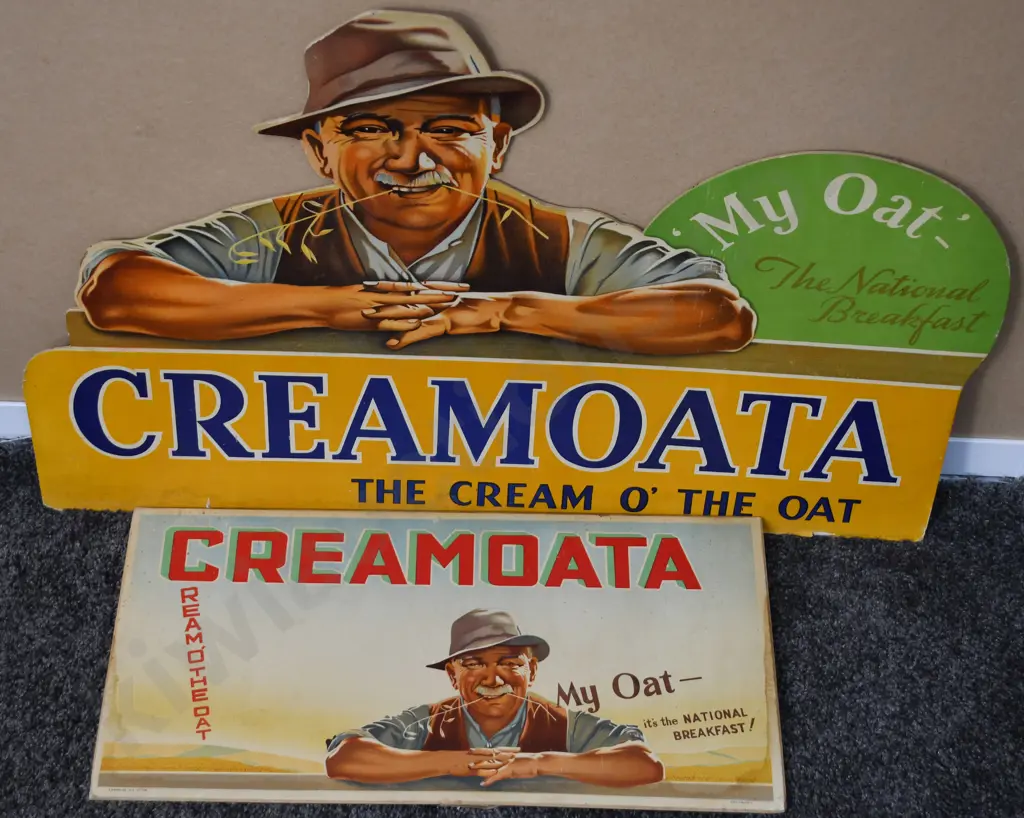 'My Oat'-
The National
Breakfast
CREAMOATA
THE CREAM O' THE OAT
CREAMOATA
REAM O' THE OAT
My Oat—
it's the NATIONAL
BREAKFAST!